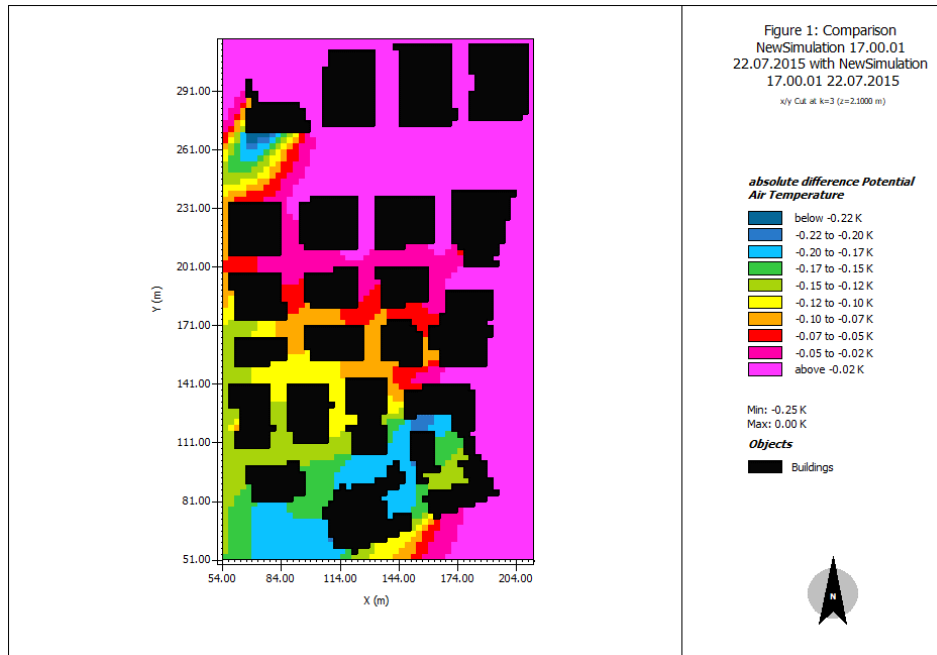 Figure 1: Comparison
NewSimulation 17.00.01
22.07.2015 with NewSimulation
17.00.01 22.07.2015
x/y Cut at k=3 (z=2.1000 m)
absolute difference Potential
Air Temperature
below -0.22 K
-0.22 to -0.20 K
-0.20 to -0.17 K
-0.17 to -0.15 K
-0.15 to -0.12 K
-0.12 to -0.10 K
-0.10 to -0.07 K
-0.07 to -0.05 K
-0.05 to -0.02 K
above -0.02 K
Min: -0.25 K
Max: 0.00 K
Objects
Buildings
N
Y (m)
291.00
261.00
231.00
201.00
171.00
141.00
111.00
81.00
51.00
54.00 84.00 114.00 144.00 174.00 204.00
X (m)